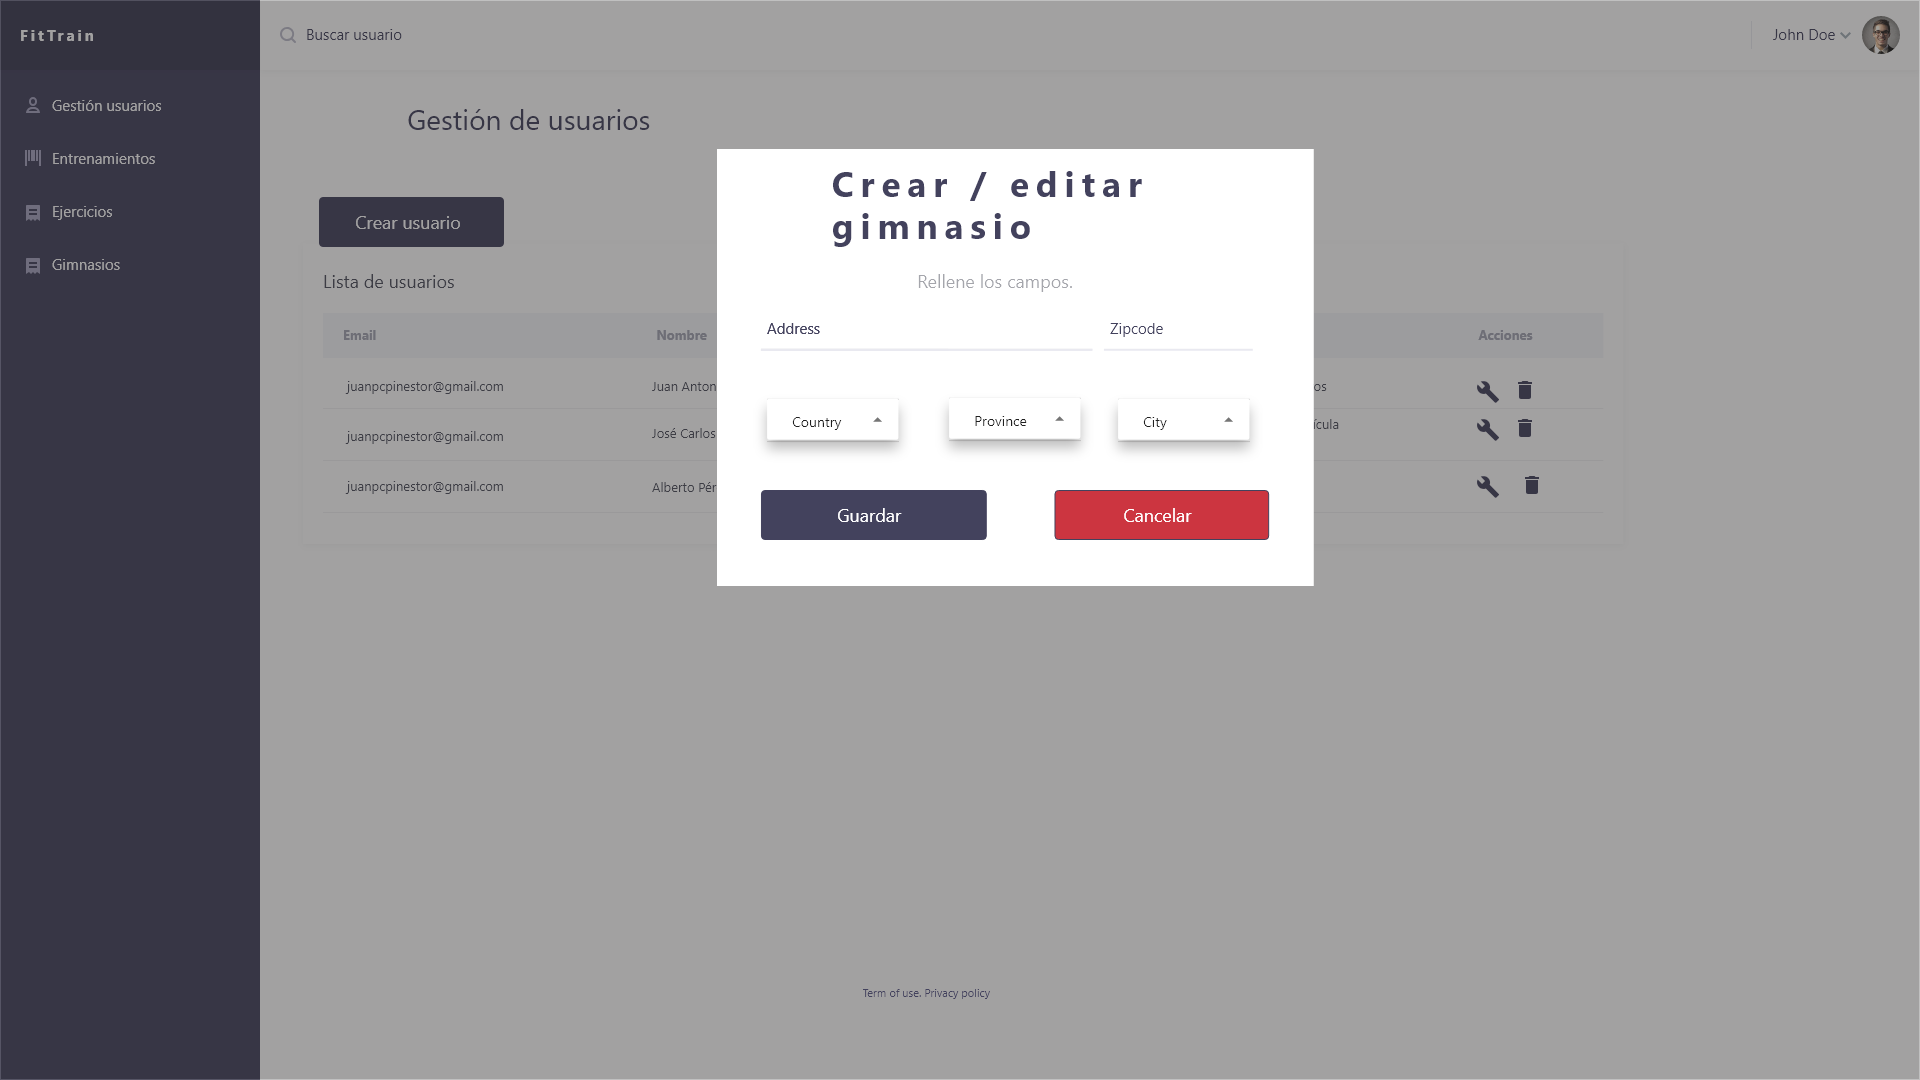 FitTrain
Buscar usuario
John Doe
Gestión usuarios
Entrenamientos
Ejercicios
Gimnasios
Gestión de usuarios
Crear usuario
Lista de usuarios
Email Nombre Acciones
juanpcpinestor@gmail.com Juan Anton os
juanpcpinestor@gmail.com José Carlos ícula
juanpcpinestor@gmail.com Alberto Pér
Crear / editar
gimnasio
Rellene los campos.
Address Zipcode
Country Province City
Guardar Cancelar
Term of use. Privacy policy